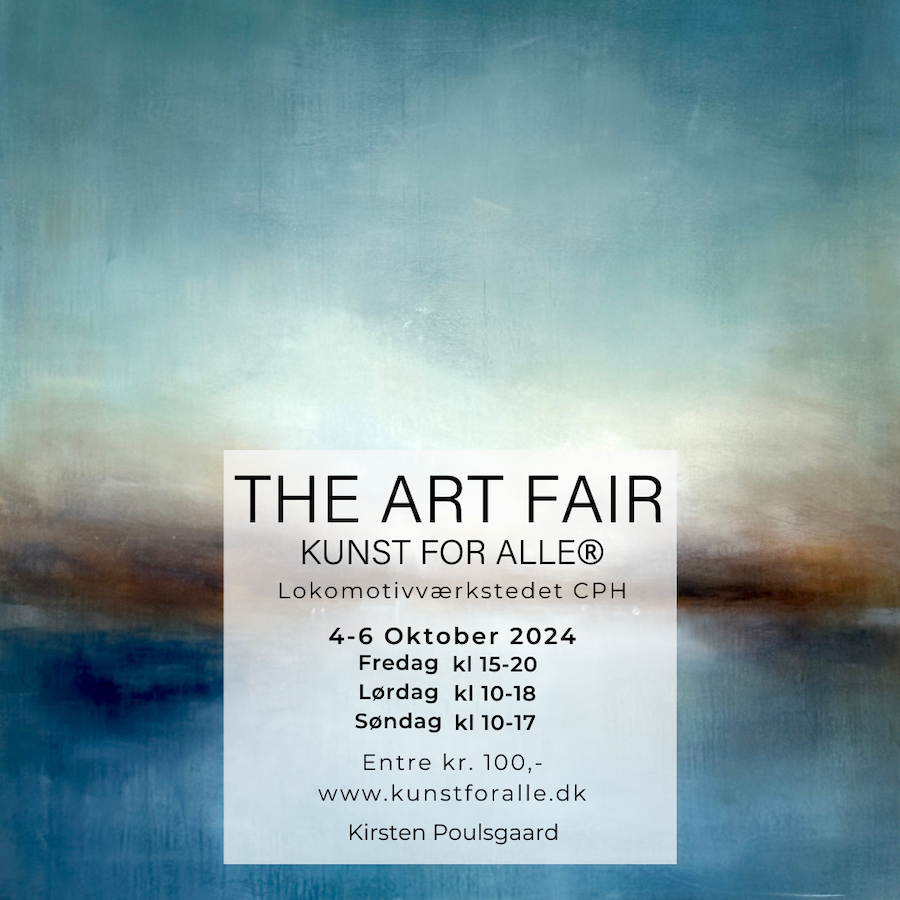 THE ART FAIR
KUNST FOR ALLE®
Lokomotivværkstedet CPH
4-6 Oktober 2024
Fredag kl 15-20
Lørdag kl 10-18
Søndag kl 10-17
Entre kr. 100,-
www.kunstforalle.dk
Kirsten Poulsgaard